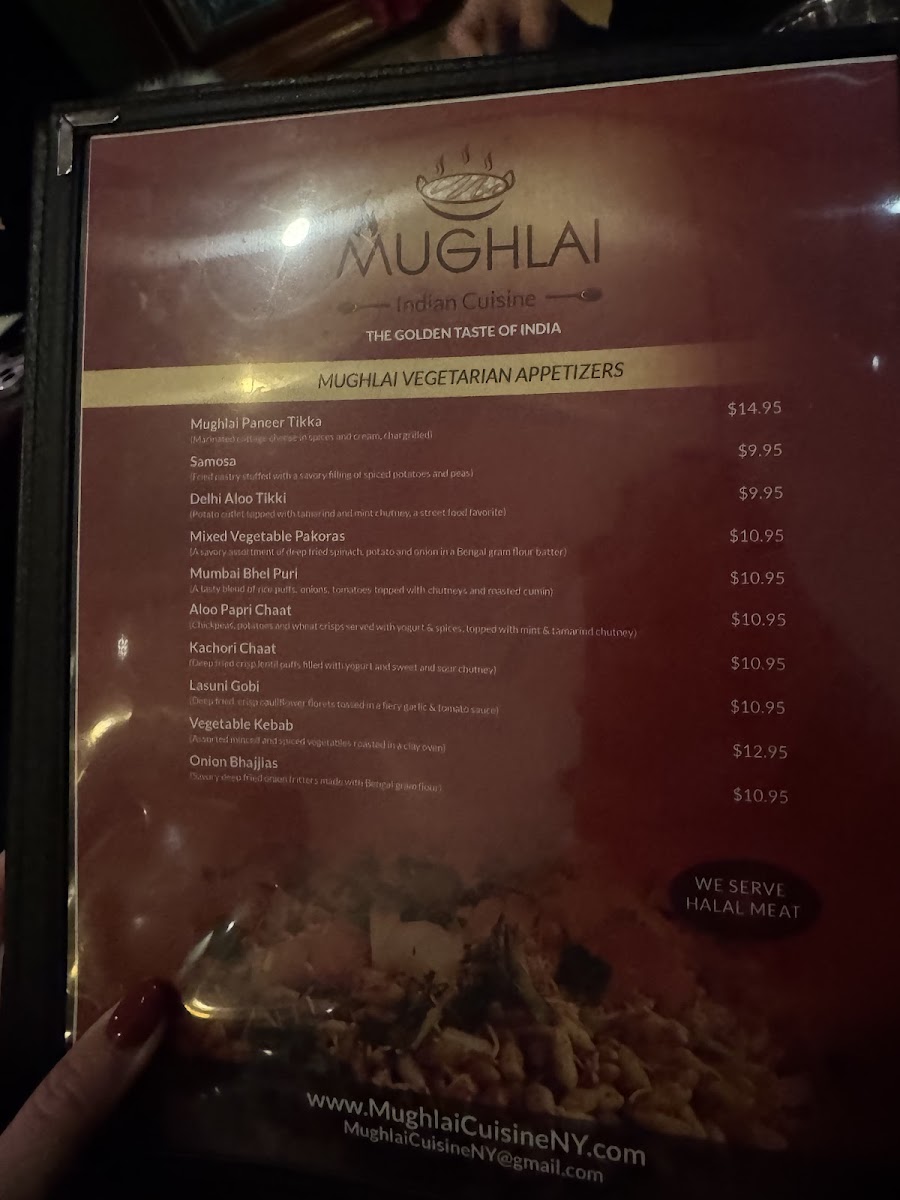 MUGHLAI
Indian Cuisine
THE GOLDEN TASTE OF INDIA
MUGHLAI VEGETARIAN APPETIZERS
Mughlai Paneer Tikka $14.95
(Marinated cottage cheese in spices and cream, chargrilled)
Samosa $9.95
(Fried pastry stuffed with a savory filling of spiced potatoes and peas)
Delhi Aloo Tikki $9.95
(Potato cutlet topped with tamarind and mint chutney, a street food favorite)
Mixed Vegetable Pakoras $10.95
(A savory assortment of deep fried spinach, potato and onion in a Bengal gram flour batter)
Mumbai Bhel Puri $10.95
(A tasty blend of rice puffs, onions, tomatoes topped with chutneys and roasted cumin)
Aloo Papri Chaat $10.95
(Chickpeas, potatoes and wheat crisps served with yogurt & spices, topped with mint & tamarind chutney)
Kachori Chaat $10.95
(Deep fried crisp lentil puffs filled with yogurt and sweet and sour chutney)
Lasuni Gobi $10.95
(Deep fried crisp cauliflower florets tossed in a fiery garlic & tomato sauce)
Vegetable Kebab $12.95
(Assorted minced and spiced vegetables roasted in a clay oven)
Onion Bhajjias $10.95
(Savory deep fried onion fritters made with Bengal gram flour)
WE SERVE
HALAL MEAT
www.MughlaiCuisineNY.com
MughlaiCuisineNY@gmail.com